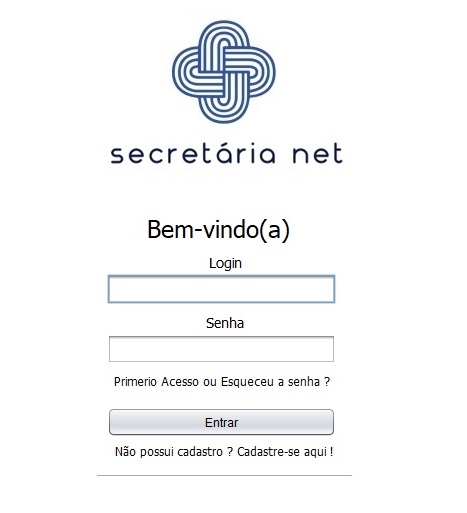 secretária net
Bem-vindo(a)
Login
Senha
Primerio Acesso ou Esqueceu a senha ?
Entrar
Não possui cadastro ? Cadastre-se aqui !